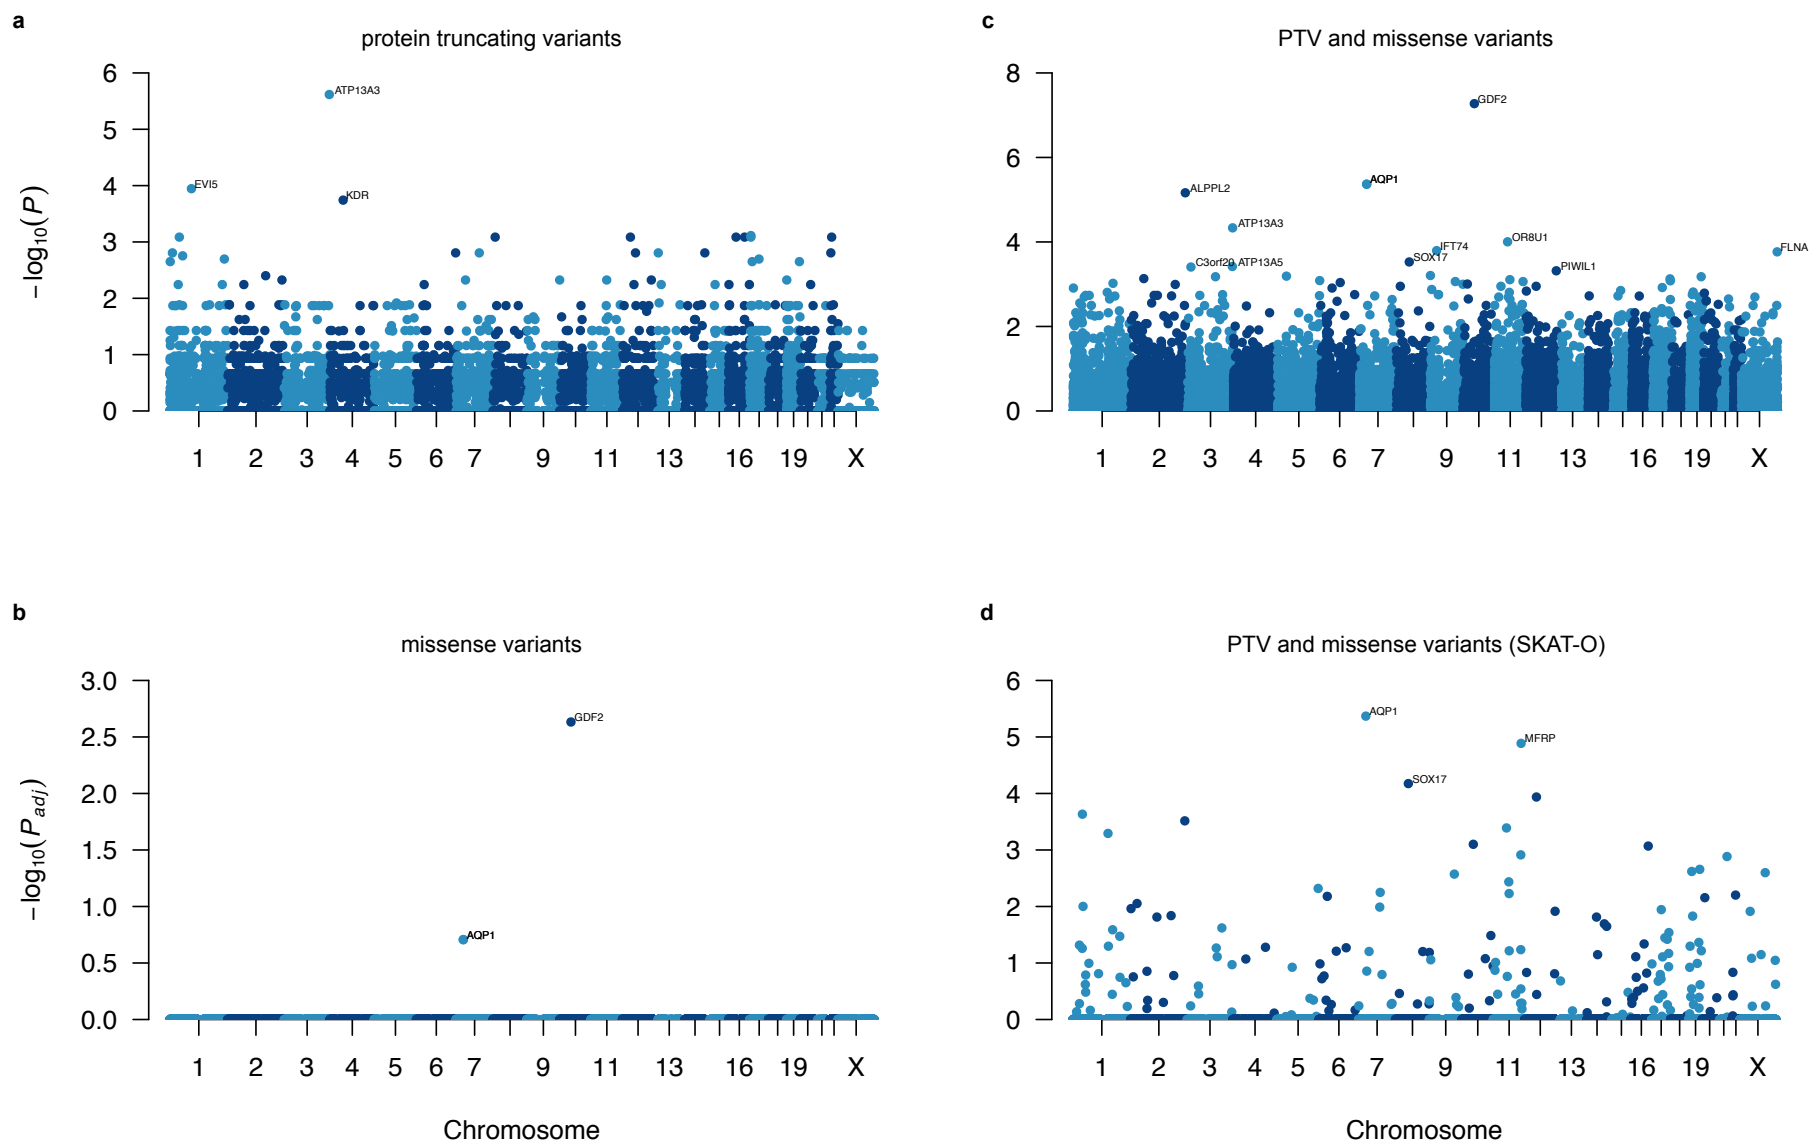 a
protein truncating variants
6
5
4
3
2
1
0
−log10(P)
ATP13A3
EVI5
KDR
1 2 3 4 5 6 7 9 11 13 16 19 X
c
PTV and missense variants
8
6
4
2
0
GDF2
AQP1
ALPPL2
ATP13A3
OR8U1
IFT74
FLNA
SOX17
C3orf20 ATP13A5
PIWIL1
1 2 3 4 5 6 7 9 11 13 16 19 X
b
missense variants
3.0
2.5
2.0
1.5
1.0
0.5
0.0
−log10(Padj)
GDF2
AQP1
1 2 3 4 5 6 7 9 11 13 16 19 X
Chromosome
d
PTV and missense variants (SKAT-O)
6
5
4
3
2
1
0
AQP1
MFRP
SOX17
1 2 3 4 5 6 7 9 11 13 16 19 X
Chromosome